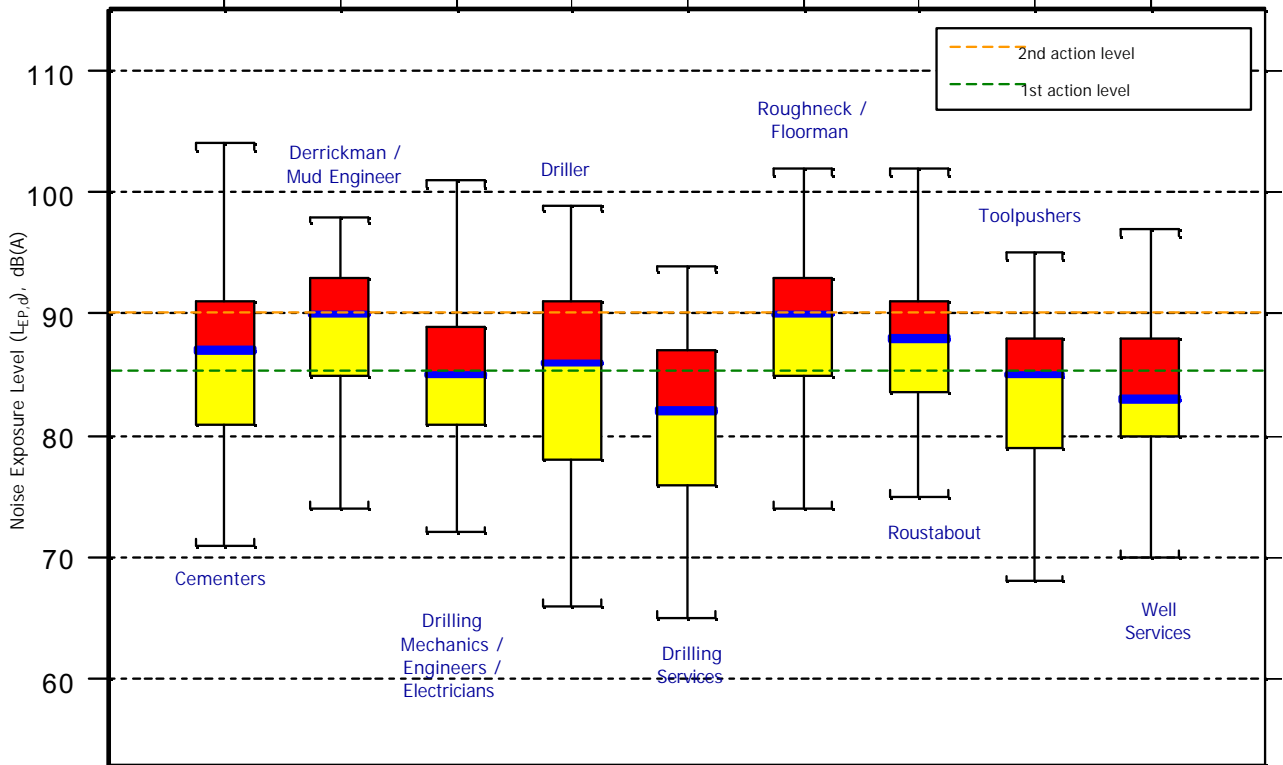 2nd action level
1st action level
110
100
90
80
70
60
Noise Exposure Level (L_EP,d), dB(A)
Cementers
Derrickman /
Mud Engineer
Drilling
Mechanics /
Engineers /
Electricians
Driller
Drilling
Services
Roughneck /
Floorman
Roustabout
Toolpushers
Well
Services